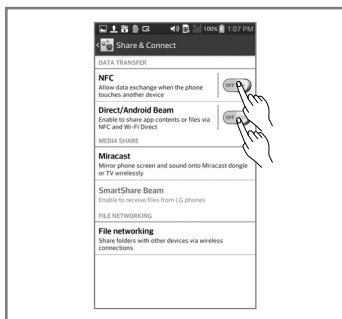 100% 1:07 PM
Share & Connect
DATA TRANSFER
NFC
Allow data exchange when the phone
touches another device
OFF
Direct/Android Beam
Enable to share app contents or files via
NFC and Wi-Fi Direct
OFF
MEDIA SHARE
Miracast
Mirror phone screen and sound onto Miracast dongle
or TV wirelessly
SmartShare Beam
Enable to receive files from LG phones
FILE NETWORKING
File networking
Share folders with other devices via wireless
connections